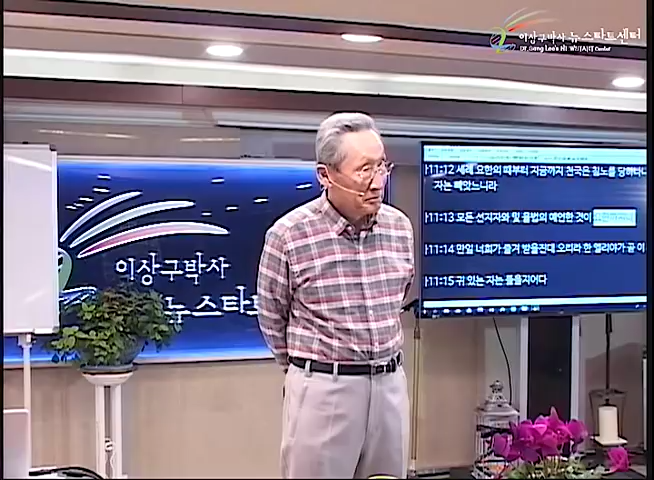 이상구박사 뉴스타트센터
Dr. Sang Lee's NEWSTART Center
11:12 세례 요한의 때부터 지금까지 천국은 침노를 당하나니
자는 빼앗느니라
11:13 모든 선지자와 및 율법의 예언한 것이
11:14 만일 너희가 즐겨 받을진대 오리라 한 엘리야가 곧 이
11:15 귀 있는 자는 들을지어다
이상구박사
뉴스타트